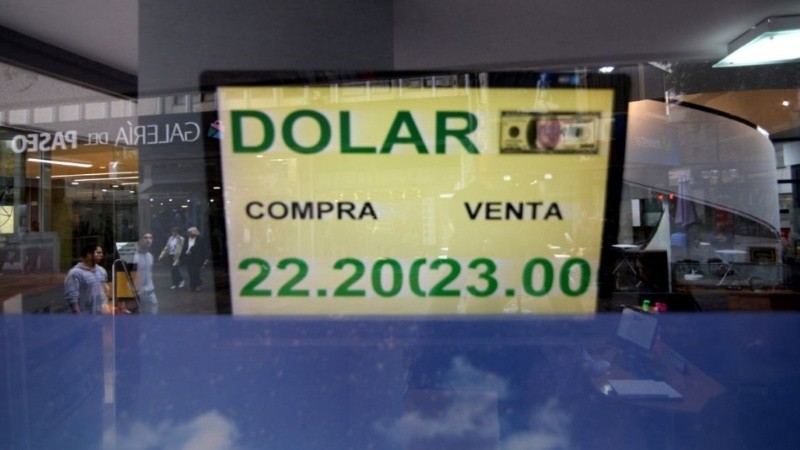 DOLAR
COMPRA VENTA
22.20(23.00
GALERÍA DEL PASEO